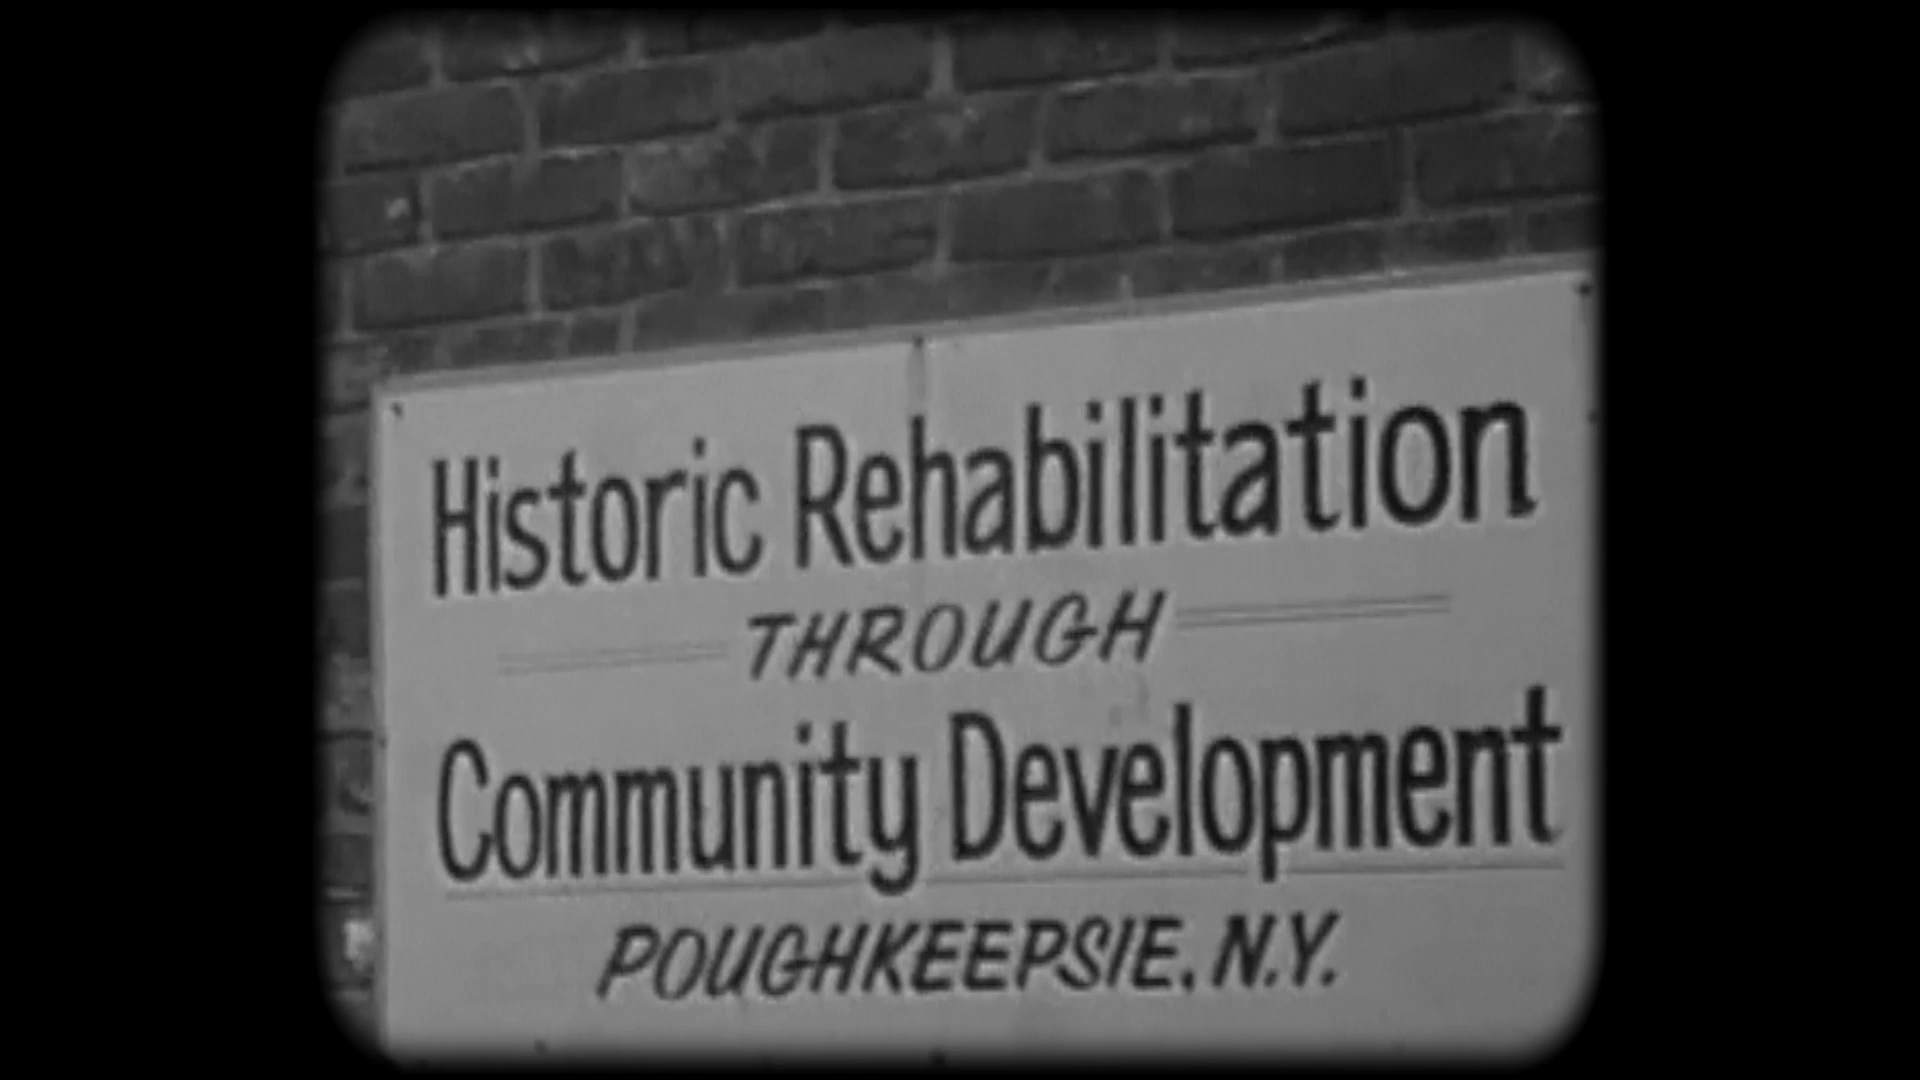 Historic Rehabilitation
THROUGH
Community Development
POUGHKEEPSIE, N.Y.